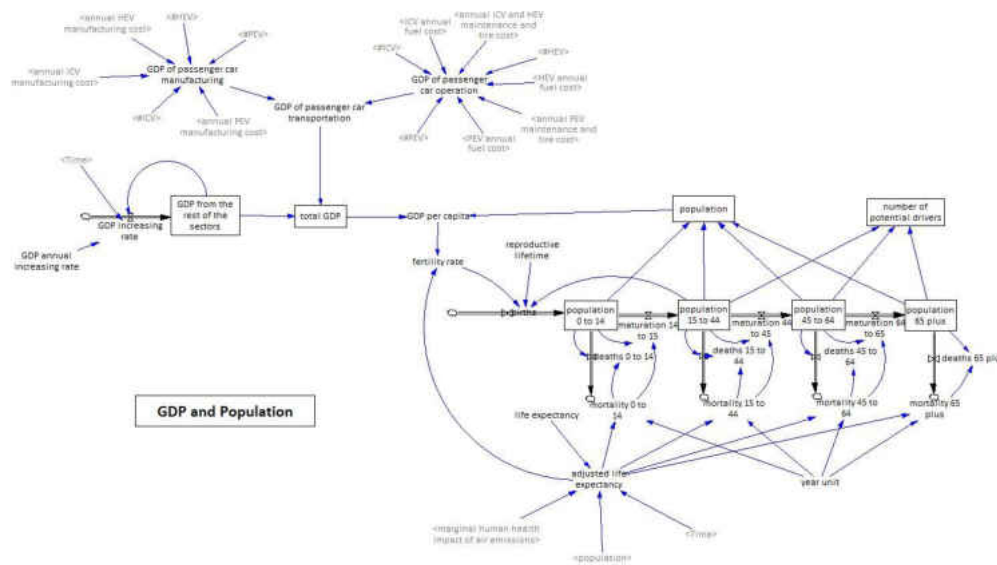 <annual HEV
manufacturing cost>
<#HEV>
<#PEV>
<annual ICV
manufacturing cost>
GDP of passenger car
manufacturing
<#ICV>
<annual PEV
manufacturing cost>
<ICV annual
fuel cost>
<annual ICV and HEV
maintenance and
tire cost>
<#ICV>
<#HEV>
GDP of passenger
car operation
<HEV annual
fuel cost>
<#PEV>
<PEV annual
fuel cost>
<annual PEV
maintenance and
tire cost>
GDP of passenger car
transportation
<Time>
GDP increasing
rate
GDP from the
rest of the
sectors
total GDP
GDP per capita
population
number of
potential drivers
GDP annual
increasing rate
fertility rate
reproductive
lifetime
births
population
0 to 14
maturation 14
to 15
population
15 to 44
maturation 44
to 45
population
45 to 64
maturation 64
to 65
population
65 plus
deaths 0 to 14
deaths 15 to
44
deaths 45 to
64
deaths 65 plu
mortality 0 to
14
mortality 15 to
44
mortality 45 to
64
mortality 65
plus
GDP and Population
life expectancy
adjusted life
expectancy
year unit
<marginal human health
impact of air emissions>
<population>
<Time>